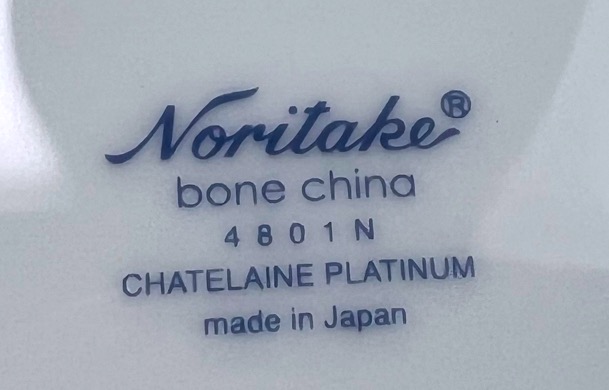 Noritake®
bone china
4801N
CHATELAINE PLATINUM
made in Japan